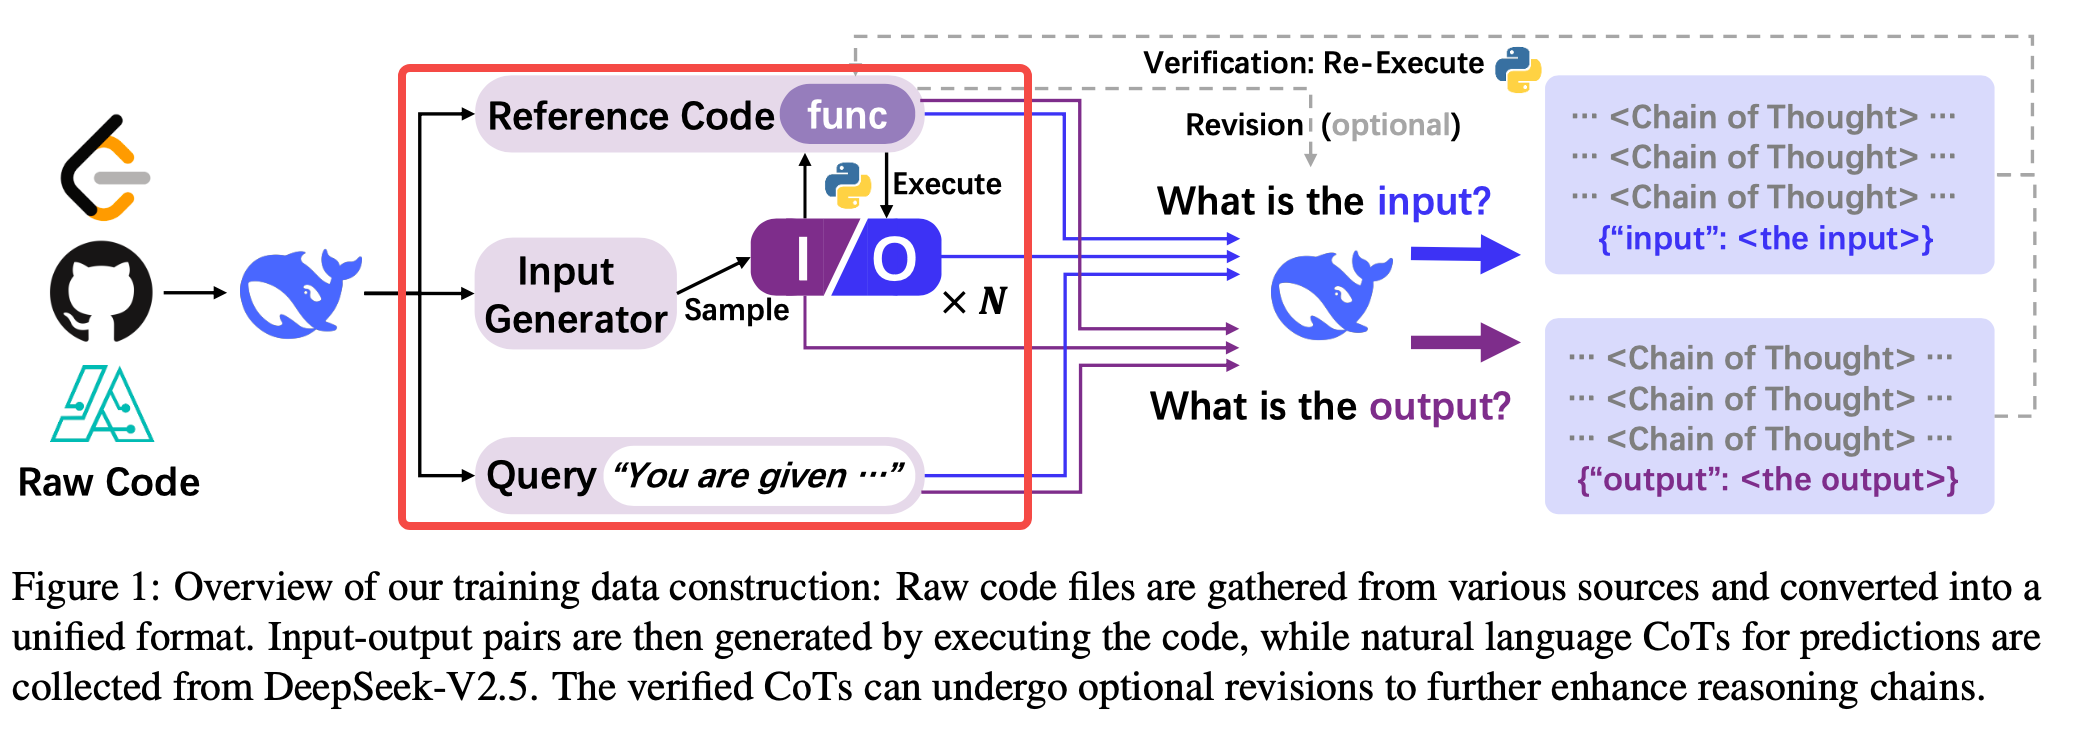 Verification: Re-Execute
Reference Code func
Revision (optional)
Execute
What is the input?
Input
Generator
Sample
I/O
× N
Raw Code
Query "You are given ···"
What is the output?
··· <Chain of Thought> ···
··· <Chain of Thought> ···
··· <Chain of Thought> ···
{“input”: <the input>}
··· <Chain of Thought> ···
··· <Chain of Thought> ···
··· <Chain of Thought> ···
{“output”: <the output>}
Figure 1: Overview of our training data construction: Raw code files are gathered from various sources and converted into a
unified format. Input-output pairs are then generated by executing the code, while natural language CoTs for predictions are
collected from DeepSeek-V2.5. The verified CoTs can undergo optional revisions to further enhance reasoning chains.